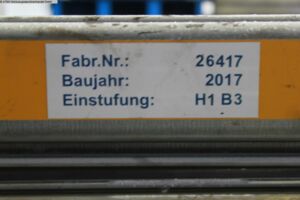 Fabr.Nr.: 26417
Baujahr: 2017
Einstufung: H1 B3